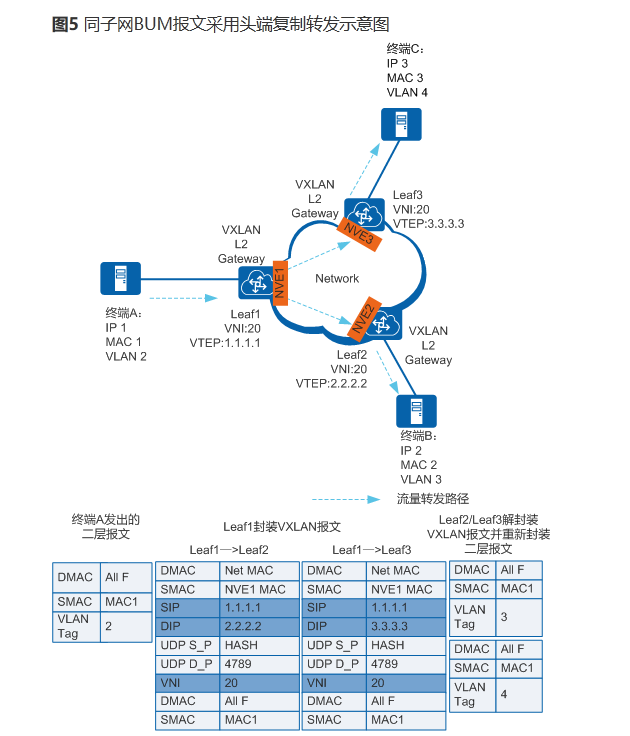 图5 同子网BUM报文采用头端复制转发示意图
终端C：
IP 3
MAC 3
VLAN 4
VXLAN
L2
Gateway
Leaf3
VNI:20
VTEP:3.3.3.3
NVE3
VXLAN
L2
Gateway
NVE1
Network
终端A：
IP 1
MAC 1
VLAN 2
Leaf1
VNI:20
VTEP:1.1.1.1
NVE2
VXLAN
L2
Gateway
Leaf2
VNI:20
VTEP:2.2.2.2
终端B：
IP 2
MAC 2
VLAN 3
流量转发路径
终端A发出的
二层报文
DMAC All F
SMAC MAC1
VLAN
Tag 2
Leaf1封装VXLAN报文
Leaf1—>Leaf2
DMAC Net MAC
SMAC NVE1 MAC
SIP 1.1.1.1
DIP 2.2.2.2
UDP S_P HASH
UDP D_P 4789
VNI 20
DMAC All F
SMAC MAC1
Leaf1—>Leaf3
DMAC Net MAC
SMAC NVE1 MAC
SIP 1.1.1.1
DIP 3.3.3.3
UDP S_P HASH
UDP D_P 4789
VNI 20
DMAC All F
SMAC MAC1
Leaf2/Leaf3解封装
VXLAN报文并重新封装
二层报文
DMAC All F
SMAC MAC1
VLAN
Tag 3
DMAC All F
SMAC MAC1
VLAN
Tag 4